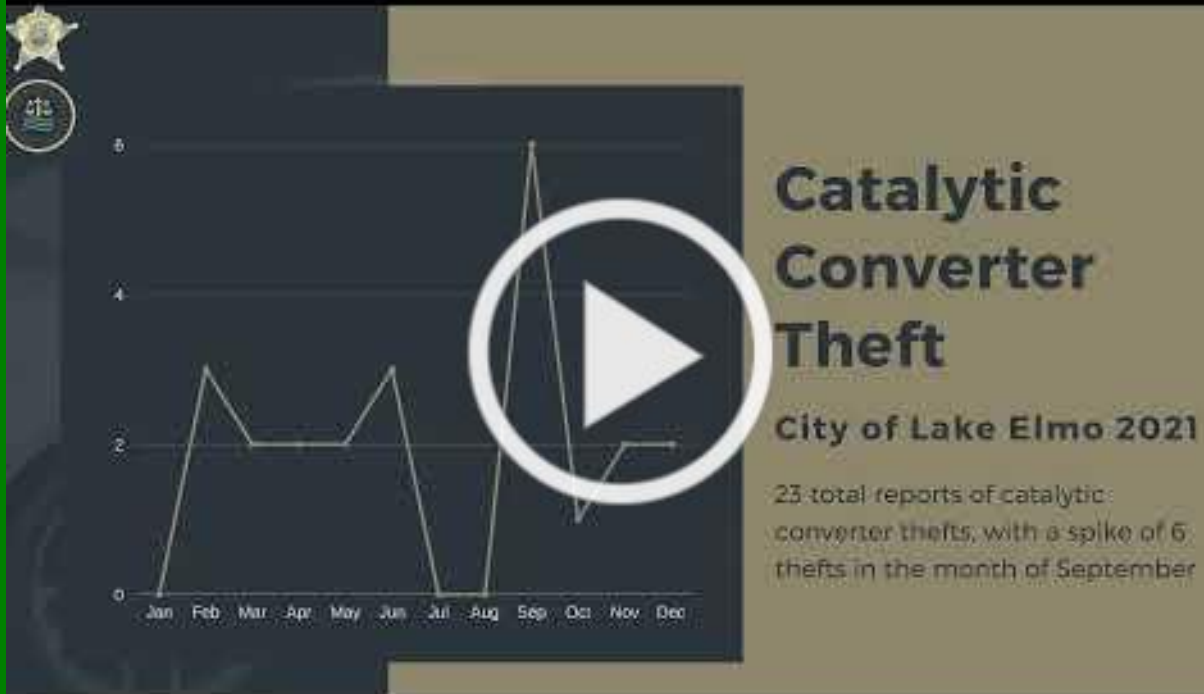 Catalytic
Converter
Theft
City of Lake Elmo 2021
23 total reports of catalytic
converter thefts, with a spike of 6
thefts in the month of September
6
4
2
0
Jan Feb Mar Apr May Jun Jul Aug Sep Oct Nov Dec